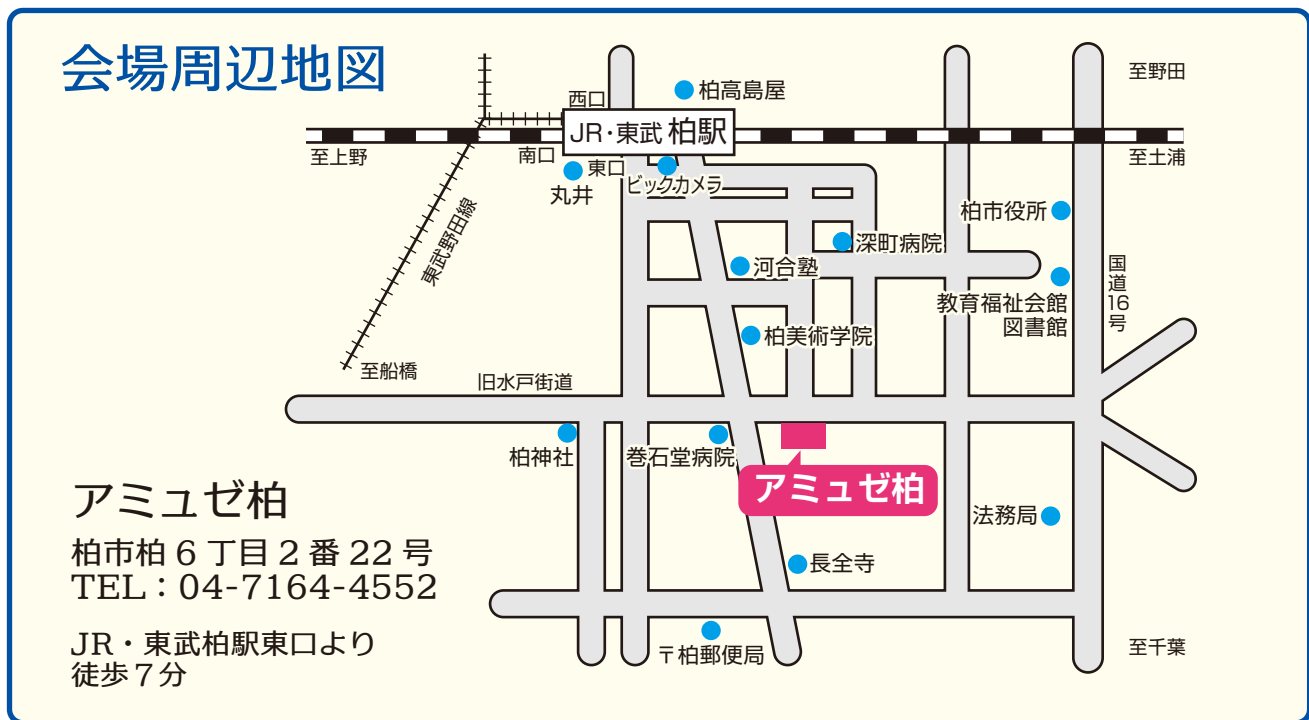 会場周辺地図
至野田
柏高島屋
西口
JR・東武 柏駅
至上野
南口
東口
至土浦
丸井
ビックカメラ
東武野田線
柏市役所
深町病院
河合塾
国道16号
教育福祉会館
図書館
柏美術学院
至船橋
旧水戸街道
柏神社
巻石堂病院
アミュゼ柏
法務局
長全寺
〒柏郵便局
至千葉
アミュゼ柏
柏市柏 6 丁目 2 番 22 号
TEL：04-7164-4552
JR・東武柏駅東口より
徒歩７分